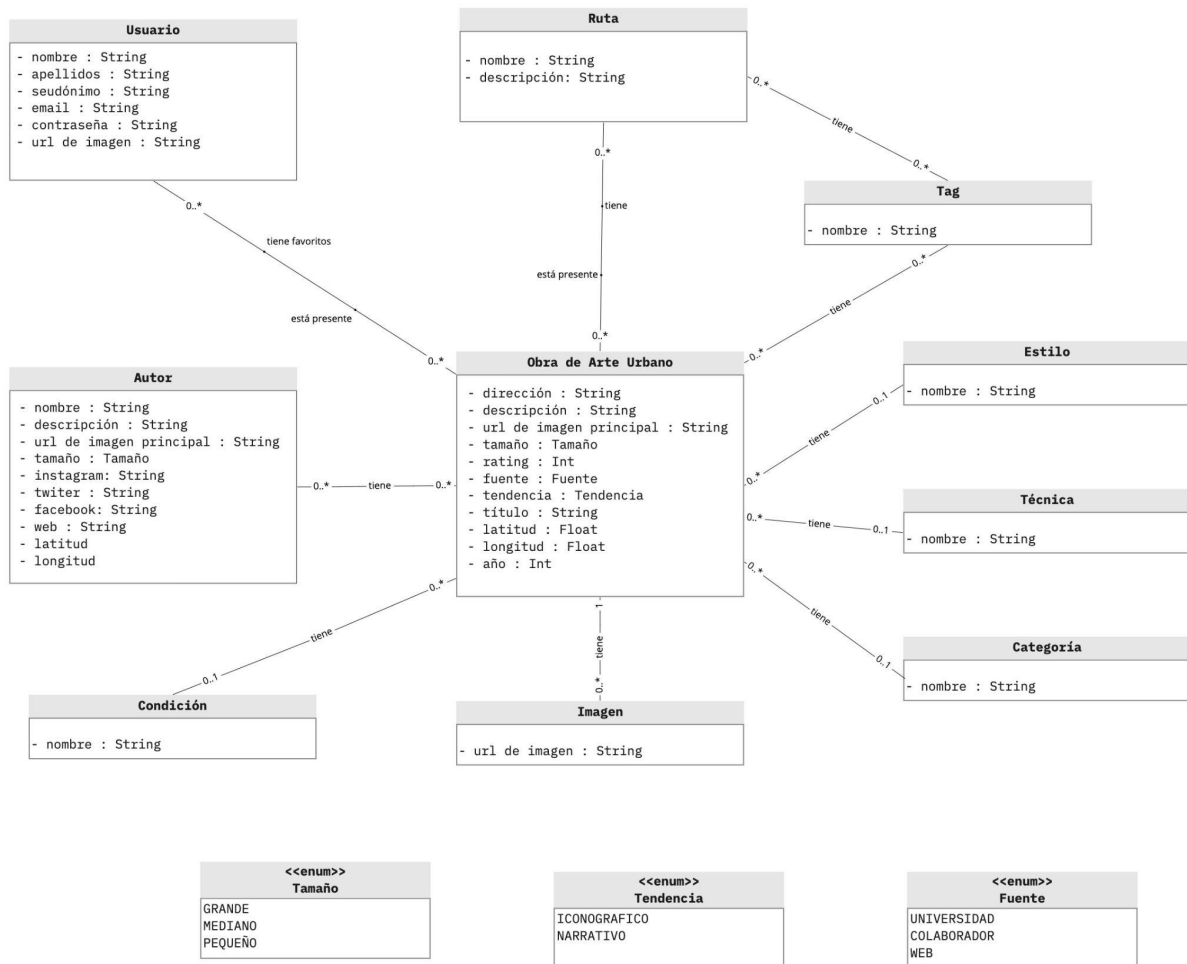 Usuario
- nombre : String
- apellidos : String
- seudónimo : String
- email : String
- contraseña : String
- url de imagen : String
Ruta
- nombre : String
- descripción: String
0..*
tiene
0..*
Tag
- nombre : String
0..*
tiene favoritos
está presente
0..*
0..*
tiene
está presente
0..*
0..*
tiene
0..*
Autor
- nombre : String
- descripción : String
- url de imagen principal : String
- tamaño : Tamaño
- instagram: String
- twiter : String
- facebook: String
- web : String
- latitud
- longitud
0..* tiene 0..*
Obra de Arte Urbano
- dirección : String
- descripción : String
- url de imagen principal : String
- tamaño : Tamaño
- rating : Int
- fuente : Fuente
- tendencia : Tendencia
- título : String
- latitud : Float
- longitud : Float
- año : Int
Estilo
- nombre : String
0..1
tiene
0..*
Técnica
- nombre : String
0..* tiene 0..1
0..*
tiene
0..1
Categoría
- nombre : String
0..*
tiene
0..1
Condición
- nombre : String
1
tiene
0..*
Imagen
- url de imagen : String
<<enum>>
Tamaño
GRANDE
MEDIANO
PEQUEÑO
<<enum>>
Tendencia
ICONOGRAFICO
NARRATIVO
<<enum>>
Fuente
UNIVERSIDAD
COLABORADOR
WEB